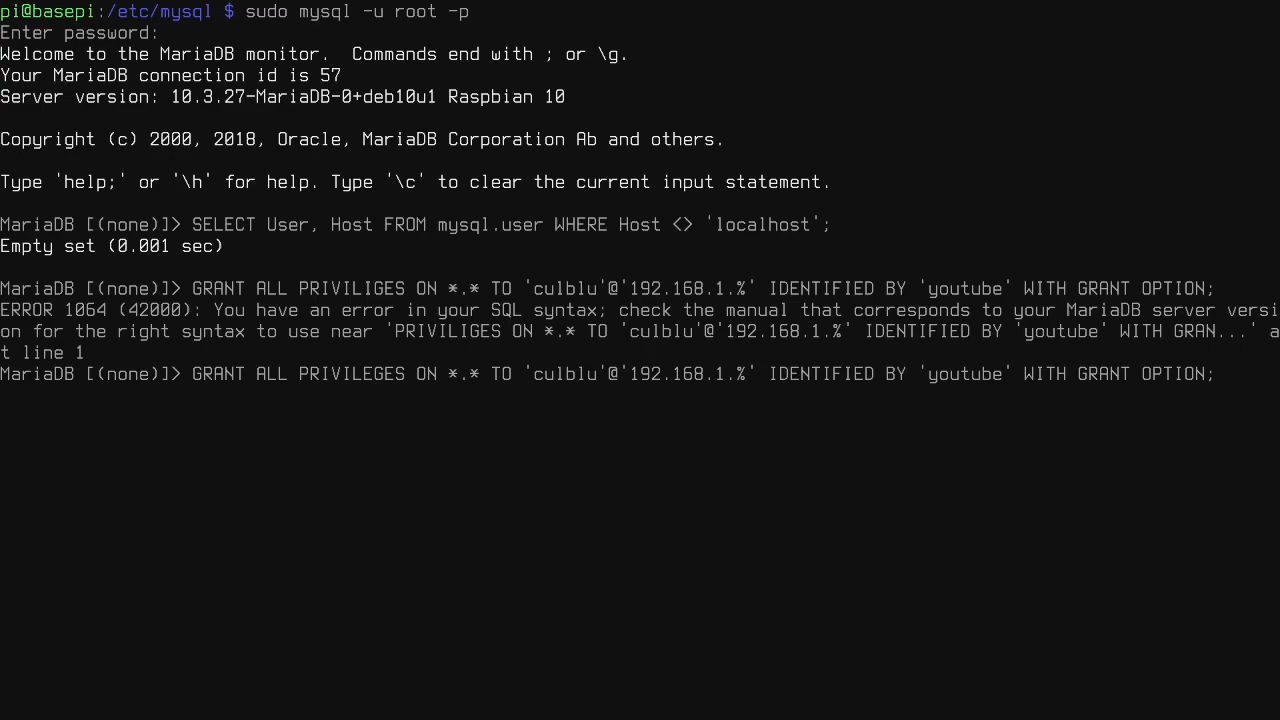 pi@basepi:/etc/mysql $ sudo mysql -u root -p
Enter password:
Welcome to the MariaDB monitor.  Commands end with ; or \g.
Your MariaDB connection id is 57
Server version: 10.3.27-MariaDB-0+deb10u1 Raspbian 10
Copyright (c) 2000, 2018, Oracle, MariaDB Corporation Ab and others.
Type 'help;' or '\h' for help. Type '\c' to clear the current input statement.
MariaDB [(none)]> SELECT User, Host FROM mysql.user WHERE Host <> 'localhost';
Empty set (0.001 sec)
MariaDB [(none)]> GRANT ALL PRIVILIGES ON *.* TO 'culblu'@'192.168.1.%' IDENTIFIED BY 'youtube' WITH GRANT OPTION;
ERROR 1064 (42000): You have an error in your SQL syntax; check the manual that corresponds to your MariaDB server versi
on for the right syntax to use near 'PRIVILIGES ON *.* TO 'culblu'@'192.168.1.%' IDENTIFIED BY 'youtube' WITH GRAN...' a
t line 1
MariaDB [(none)]> GRANT ALL PRIVILEGES ON *.* TO 'culblu'@'192.168.1.%' IDENTIFIED BY 'youtube' WITH GRANT OPTION;